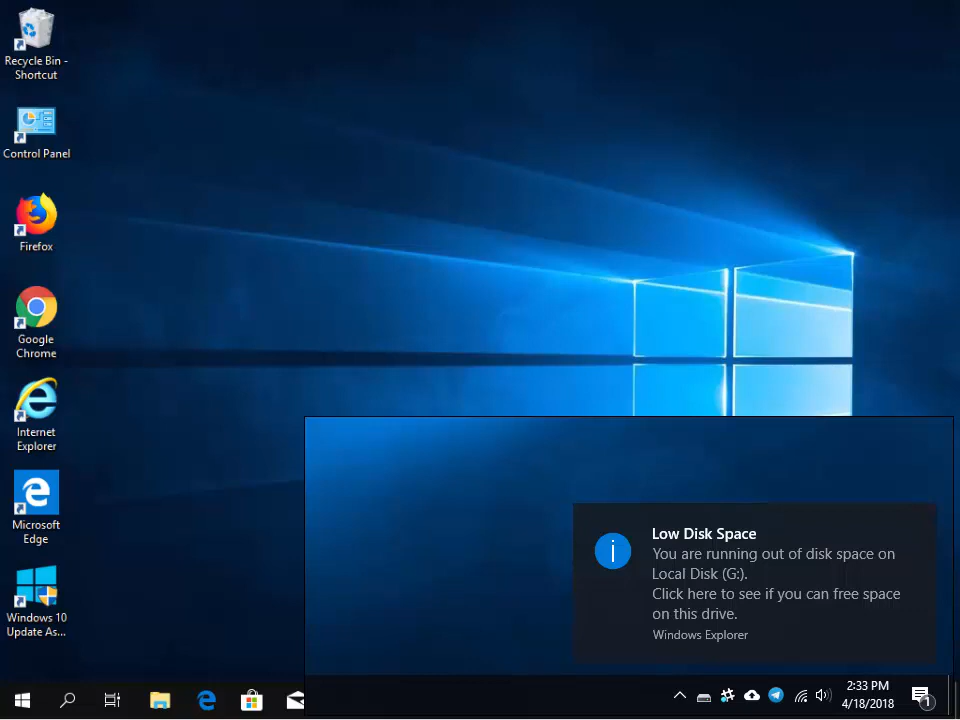 Recycle Bin -
Shortcut
Control Panel
Firefox
Google
Chrome
Internet
Explorer
Microsoft
Edge
Windows 10
Update As...
Low Disk Space
You are running out of disk space on
Local Disk (G:).
Click here to see if you can free space
on this drive.
Windows Explorer
2:33 PM
4/18/2018
1